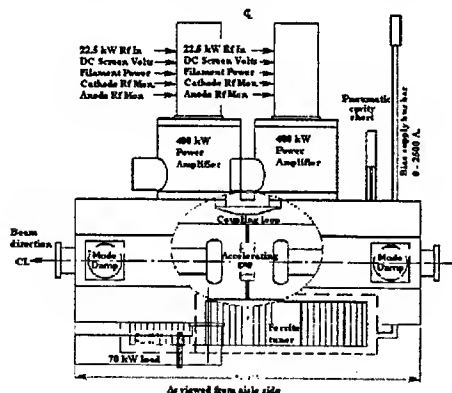 CL
22.5 kW Rf In 22.5 kW Rf In
DC Screen Volts DC Screen Volts
Filament Power Filament Power
Cathode Rf Mon. Cathode Rf Mon.
Anode Rf Mon Anode Rf Mon
Pneumatic
cavity
short
Bias supply bus bar
0 - 2500 A.
400 kW
Power
Amplifier
400 kW
Power
Amplifier
Coupling loop
Beam
direction
CL
Mode
Damp
Accelerating
gap
Mode
Damp
Ferrite
tuner
70 kW load
As viewed from aisle side